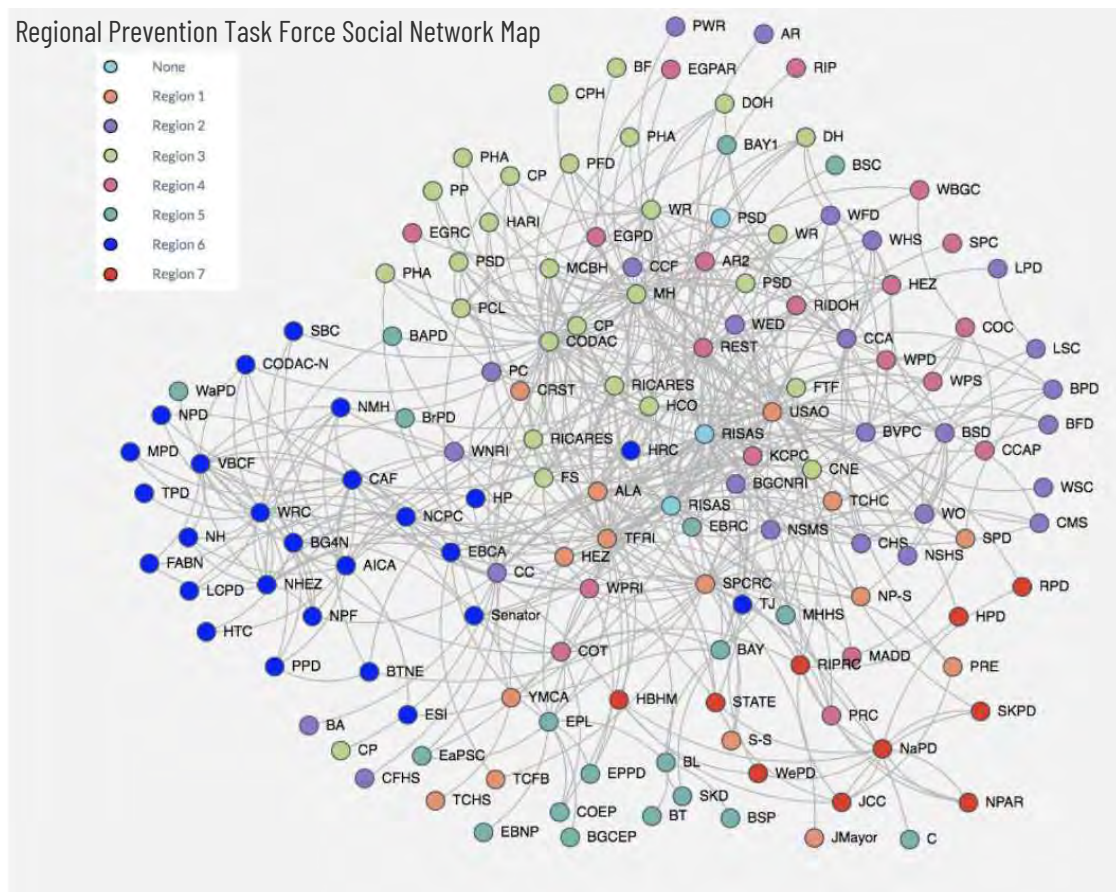 Regional Prevention Task Force Social Network Map
None
Region 1
Region 2
Region 3
Region 4
Region 5
Region 6
Region 7
PWR
AR
BF
EGPAR
RIP
CPH
DOH
PHA
DH
BAY1
PHA
CP
PFD
BSC
PP
WBGC
HARI
WR
PSD
WFD
EGRC
EGPD
WR
WHS
SPC
PSD
MCBH
CCF
AR2
LPD
PHA
MH
PSD
HEZ
PCL
RIDOH
SBC
CP
WED
COC
BAPD
CODAC
CCA
REST
LSC
CODAC-N
PC
WPD
WaPD
CRST
RICARES
FTF
WPS
BPD
NPD
NMH
HCO
USAO
BrPD
BFD
RICARES
RISAS
BVPC
BSD
MPD
WNRI
HRC
KCPC
CCAP
VBCF
CNE
CAF
FS
BGCNRI
WSC
TPD
ALA
HP
TCHC
WRC
NCPC
RISAS
WO
CMS
EBRC
NSMS
NH
BG4N
TFRI
CHS
SPD
EBCA
HEZ
NSHS
FABN
AICA
CC
LCPD
NHEZ
WPRI
SPCRC
RPD
NP-S
TJ
NPF
Senator
MHHS
HPD
HTC
COT
BAY
MADD
PPD
BTNE
RIPRC
PRE
YMCA
HBHM
STATE
ESI
EPL
PRC
SKPD
BA
CP
EaPSC
S-S
NaPD
CFHS
TCFB
EPPD
BL
WePD
TCHS
SKD
JCC
NPAR
COEP
BT
BSP
EBNP
BGCEP
JMayor
C